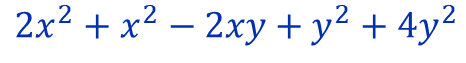 2x² + x² − 2xy + y² + 4y²